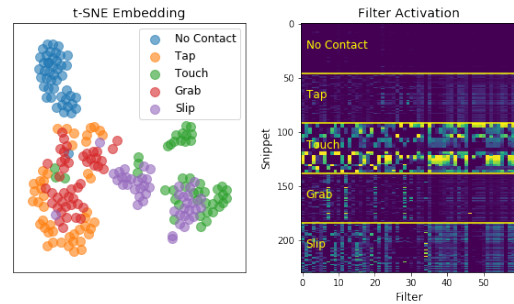 t-SNE Embedding
No Contact
Tap
Touch
Grab
Slip
Filter Activation
No Contact
Tap
Touch
Grab
Slip
0
50
100
150
200
Snippet
0
10
20
30
40
50
Filter